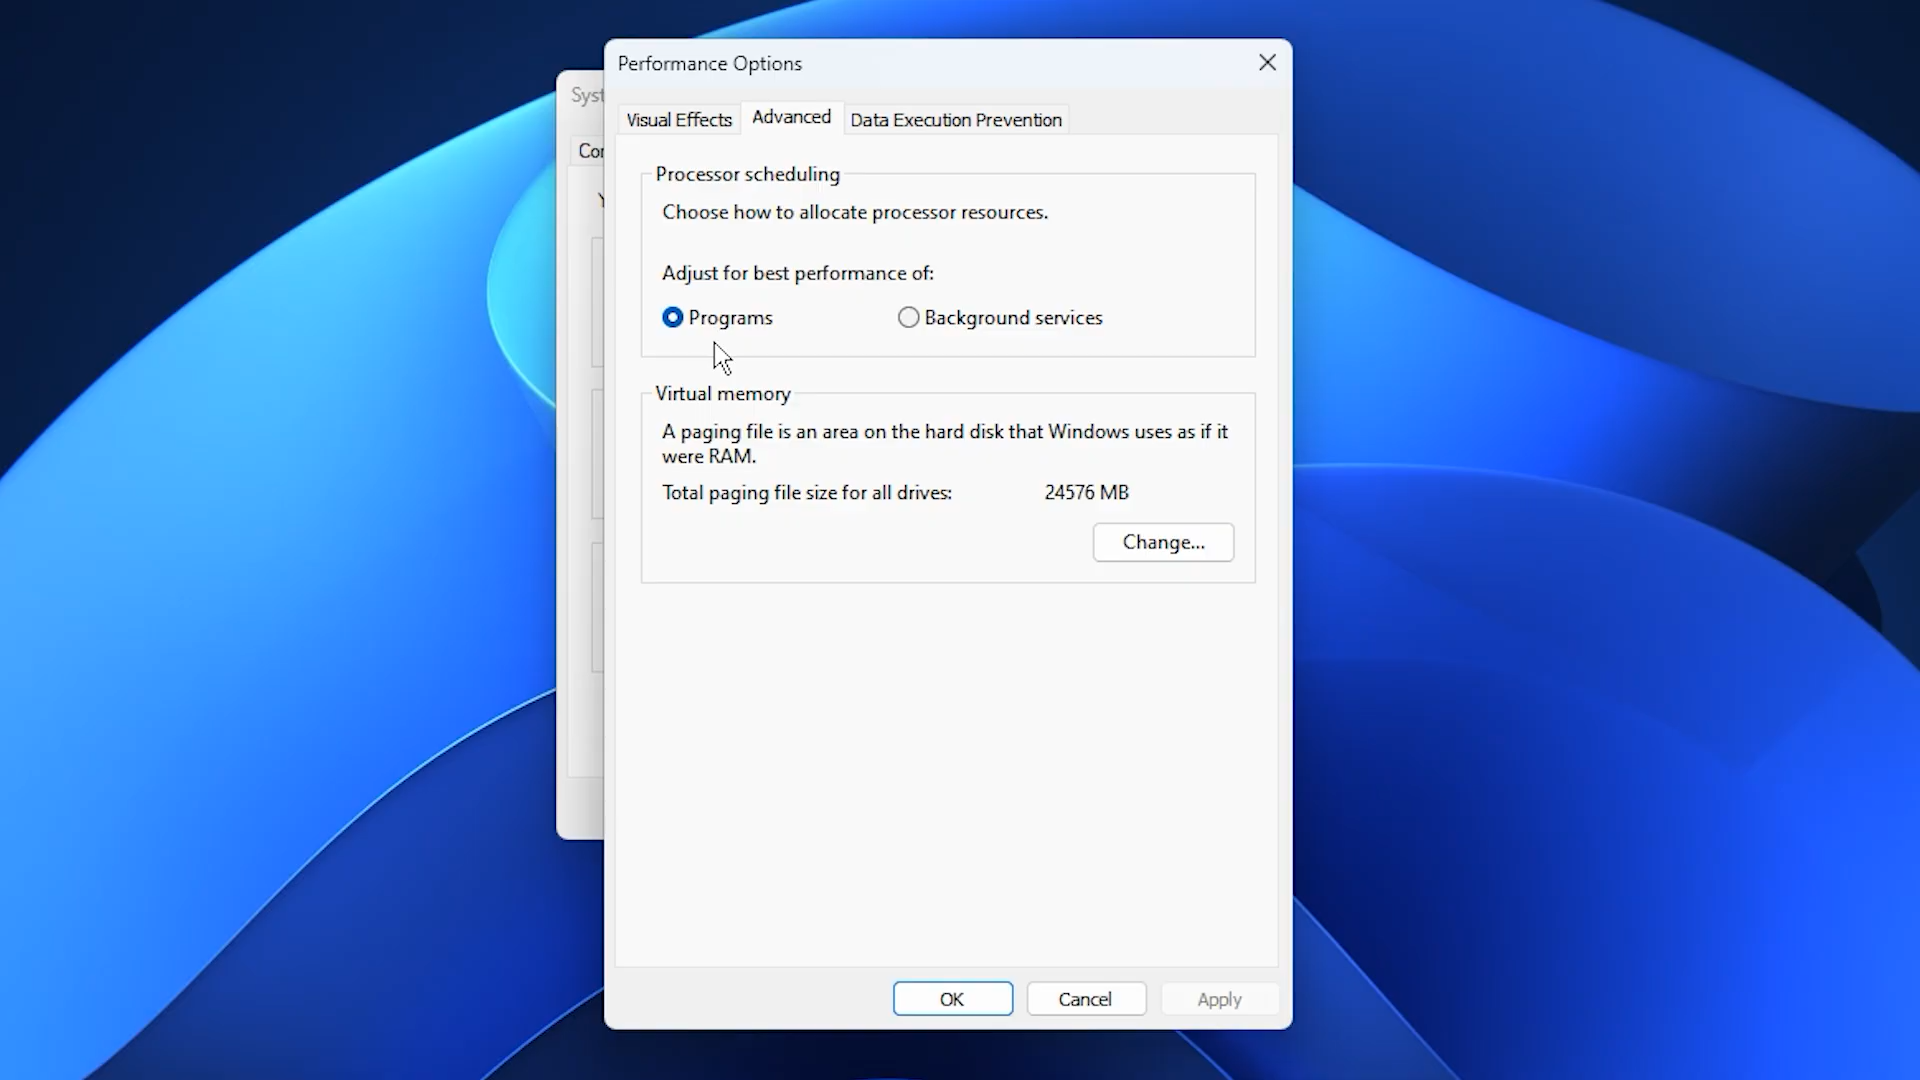 Performance Options
Syst
Visual Effects
Advanced
Data Execution Prevention
Con
Processor scheduling
Choose how to allocate processor resources.
Adjust for best performance of:
Programs
Background services
Virtual memory
A paging file is an area on the hard disk that Windows uses as if it
were RAM.
Total paging file size for all drives: 24576 MB
Change...
OK
Cancel
Apply